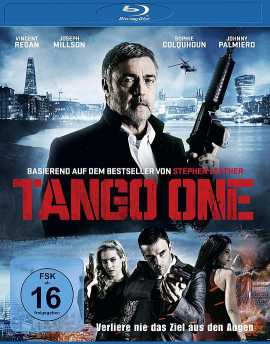 Blu-ray Disc
VINCENT REGAN
JOSEPH MILLSON
SOPHIE COLQUHOUN
JOHNNY PALMIERO
BASIEREND AUF DEM BESTSELLER VON STEPHEN LEATHER
TANGO ONE
FSK
ab
16
freigegeben
Verliere nie das Ziel aus den Augen